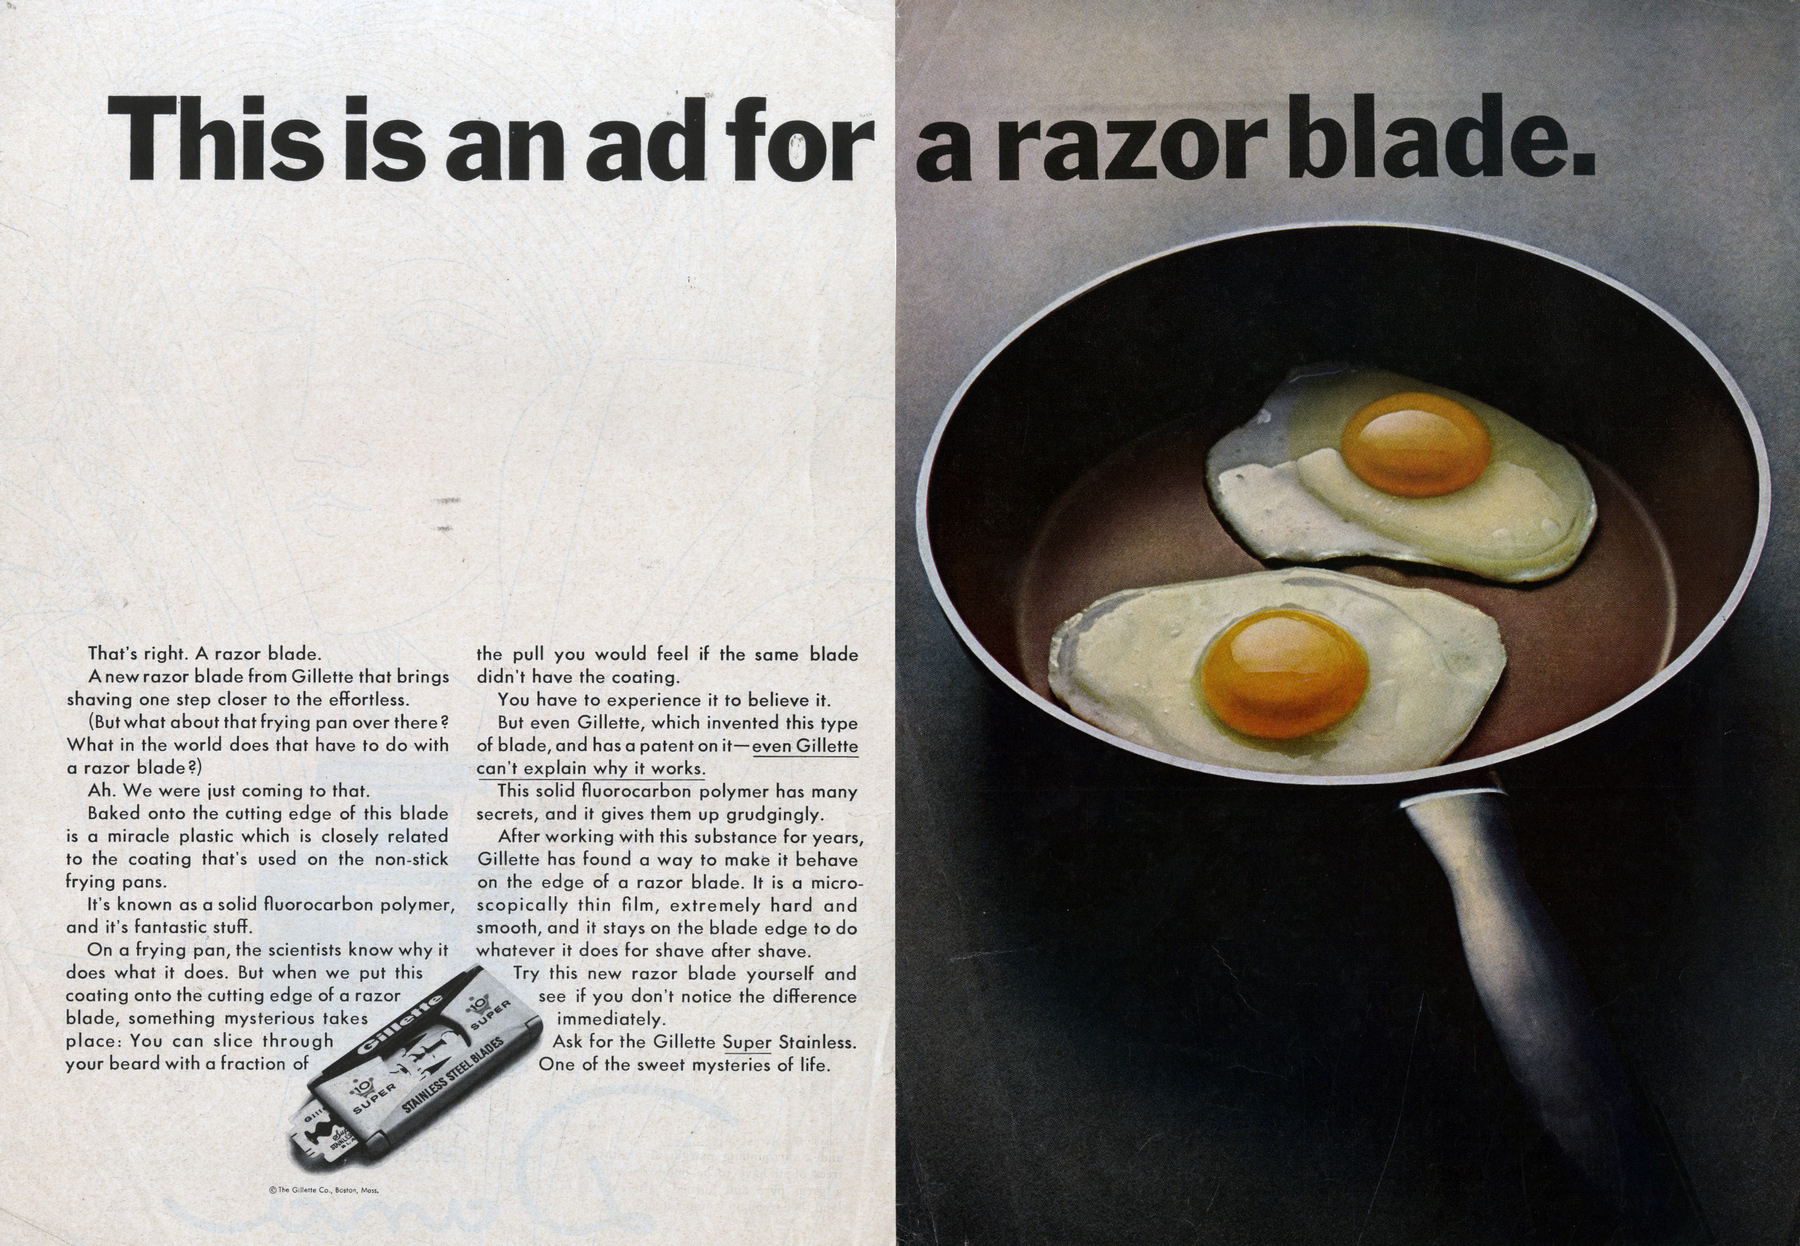 This is an ad for a razor blade.
That's right. A razor blade.
A new razor blade from Gillette that brings
shaving one step closer to the effortless.
(But what about that frying pan over there?
What in the world does that have to do with
a razor blade?)
Ah. We were just coming to that.
Baked onto the cutting edge of this blade
is a miracle plastic which is closely related
to the coating that's used on the non-stick
frying pans.
It's known as a solid fluorocarbon polymer,
and it's fantastic stuff.
On a frying pan, the scientists know why it
does what it does. But when we put this
coating onto the cutting edge of a razor
blade, something mysterious takes
place: You can slice through
your beard with a fraction of
the pull you would feel if the same blade
didn't have the coating.
You have to experience it to believe it.
But even Gillette, which invented this type
of blade, and has a patent on it—even Gillette
can't explain why it works.
This solid fluorocarbon polymer has many
secrets, and it gives them up grudgingly.
After working with this substance for years,
Gillette has found a way to make it behave
on the edge of a razor blade. It is a micro-
scopically thin film, extremely hard and
smooth, and it stays on the blade edge to do
whatever it does for shave after shave.
Try this new razor blade yourself and
see if you don't notice the difference
immediately.
Ask for the Gillette Super Stainless.
One of the sweet mysteries of life.
Gillette
10
SUPER
10
SUPER
STAINLESS STEEL BLADES
© The Gillette Co., Boston, Mass.